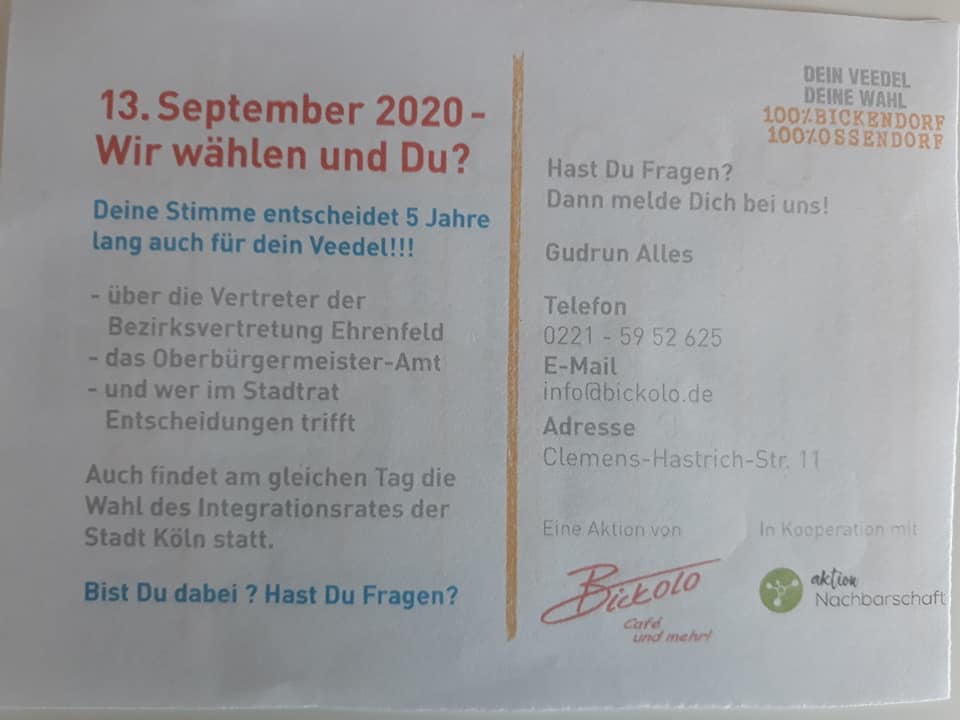 13. September 2020 -
Wir wählen und Du?
Deine Stimme entscheidet 5 Jahre
lang auch für dein Veedel!!!
- über die Vertreter der
Bezirksvertretung Ehrenfeld
- das Oberbürgermeister-Amt
- und wer im Stadtrat
Entscheidungen trifft
Auch findet am gleichen Tag die
Wahl des Integrationsrates der
Stadt Köln statt.
Bist Du dabei ? Hast Du Fragen?
DEIN VEEDEL
DEINE WAHL
100%BICKENDORF
100%OSSENDORF
Hast Du Fragen?
Dann melde Dich bei uns!
Gudrun Alles
Telefon
0221 - 59 52 625
E-Mail
info@bickolo.de
Adresse
Clemens-Hastrich-Str. 11
Eine Aktion von
Bickolo
Café
und mehr!
In Kooperation mit
aktion
Nachbarschaft